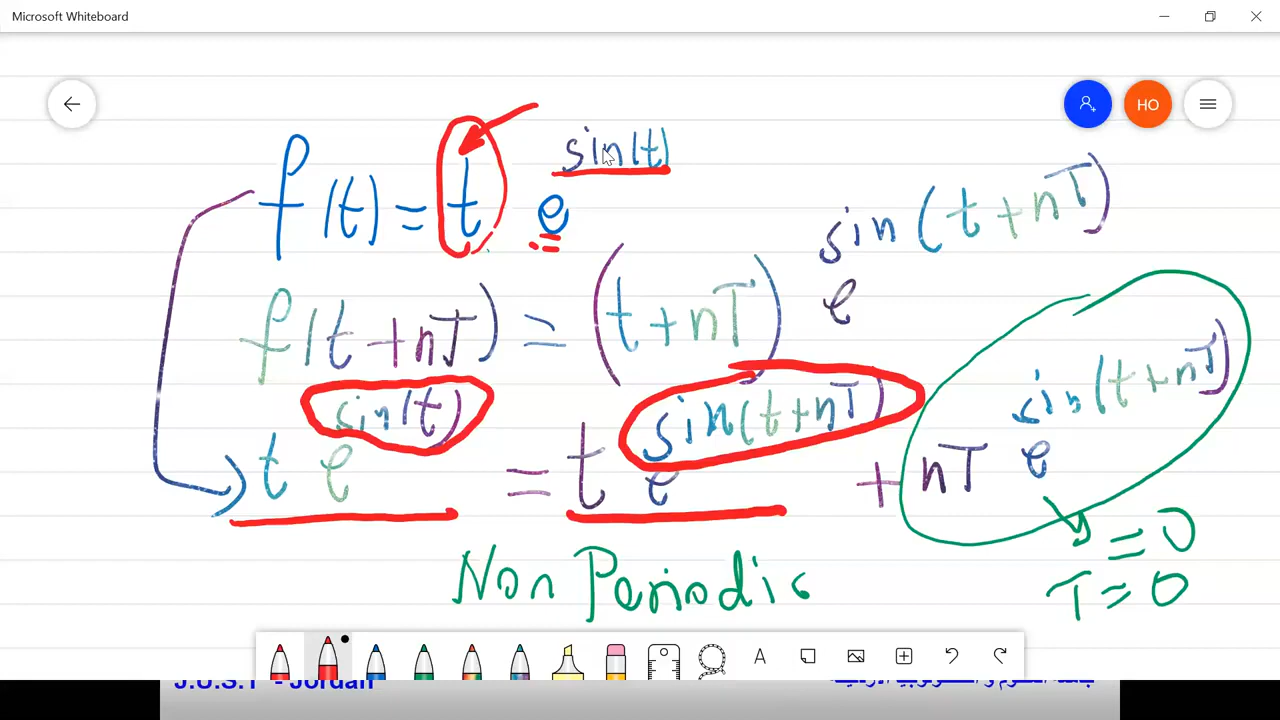 Microsoft Whiteboard
HO
f(t) = t e^sin(t)
f(t+nT) = (t+nT) e^sin(t+nT)
t e^sin(t) = t e^sin(t+nT) + nT e^sin(t+nT)
= 0
T = 0
Non Periodic
A
J.U.S.T - Jordan